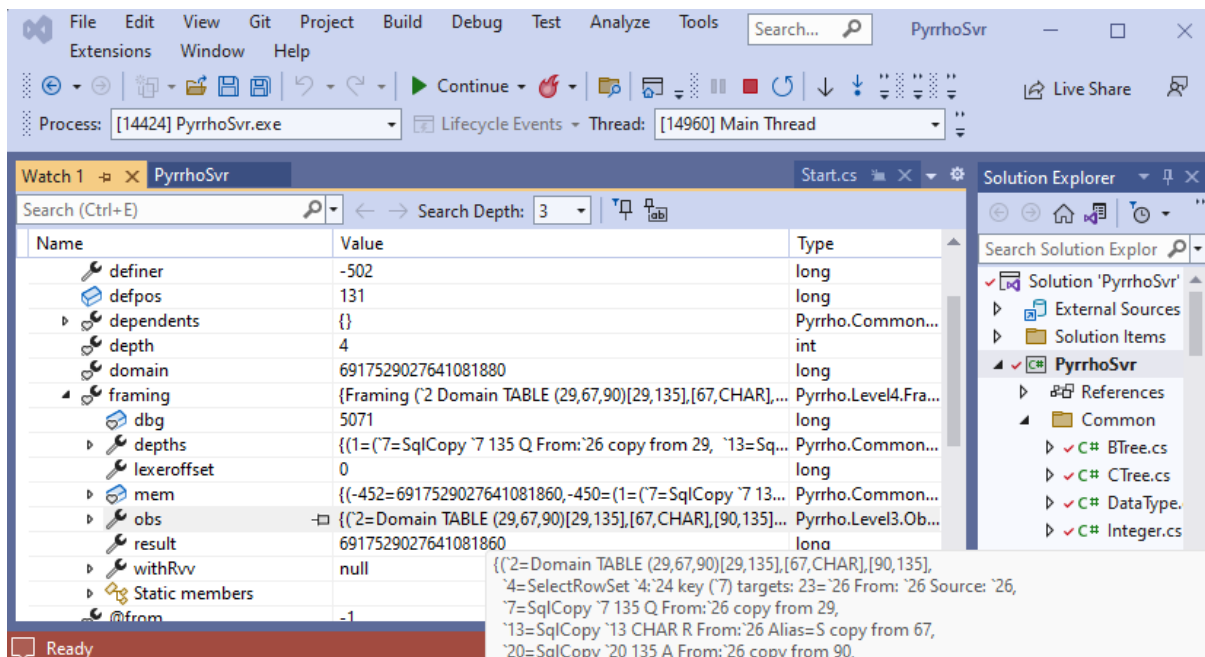 File Edit View Git Project Build Debug Test Analyze Tools Search... PyrrhoSvr
Extensions Window Help
Continue Live Share
Process: [14424] PyrrhoSvr.exe Lifecycle Events Thread: [14960] Main Thread
Watch 1 PyrrhoSvr Start.cs Solution Explorer
Search (Ctrl+E) Search Depth: 3
Name Value Type Search Solution Explor
definer -502 long Solution 'PyrrhoSvr'
defpos 131 long External Sources
dependents {} Pyrrho.Common... Solution Items
depth 4 int PyrrhoSvr
domain 6917529027641081880 long References
framing {Framing (`2 Domain TABLE (29,67,90)[29,135],[67,CHAR],... Pyrrho.Level4.Fra... Common
dbg 5071 long C# BTree.cs
depths {(1=(`7=SqlCopy `7 135 Q From:`26 copy from 29, `13=Sq... Pyrrho.Common... C# CTree.cs
lexeroffset 0 long C# DataType.
mem {(-452=6917529027641081860,-450=(1=(`7=SqlCopy `7 13... Pyrrho.Common... C# Integer.cs
obs {(`2=Domain TABLE (29,67,90)[29,135],[67,CHAR],[90,135]... Pyrrho.Level3.Ob...
result 6917529027641081860 long
withRvv null
Static members
@from -1
{(`2=Domain TABLE (29,67,90)[29,135],[67,CHAR],[90,135],
`4=SelectRowSet `4:`24 key (`7) targets: 23=`26 From: `26 Source: `26,
`7=SqlCopy `7 135 Q From:`26 copy from 29,
`13=SqlCopy `13 CHAR R From:`26 Alias=S copy from 67,
`20=SqlCopy `20 135 A From:`26 copy from 90,
Ready